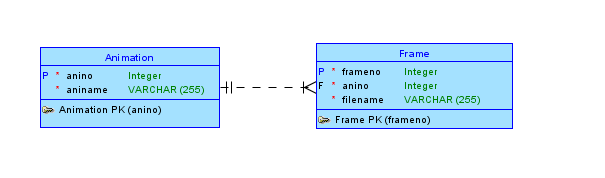 Animation
P * anino Integer
* aniname VARCHAR (255)
Animation PK (anino)
Frame
P * frameno Integer
F * anino Integer
* filename VARCHAR (255)
Frame PK (frameno)